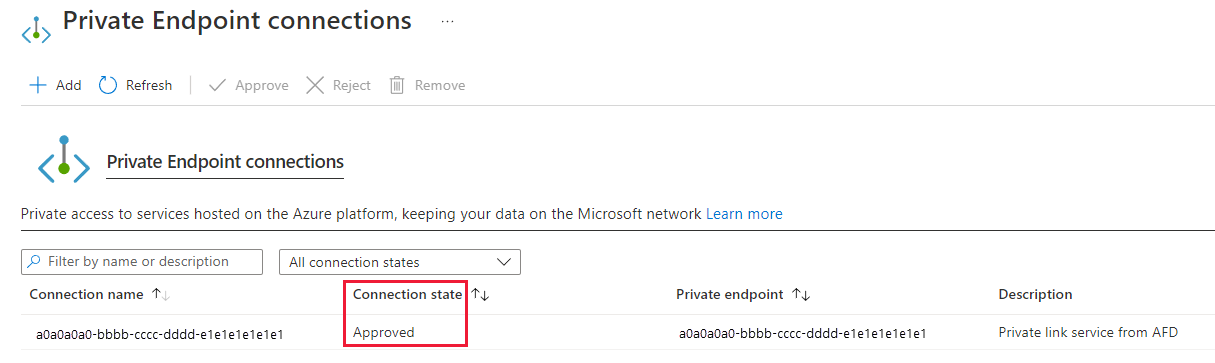 Private Endpoint connections ...
Add Refresh Approve Reject Remove
Private Endpoint connections
Private access to services hosted on the Azure platform, keeping your data on the Microsoft network Learn more
Filter by name or description All connection states
Connection name Connection state Private endpoint Description
a0a0a0a0-bbbb-cccc-dddd-e1e1e1e1e1e1 Approved a0a0a0a0-bbbb-cccc-dddd-e1e1e1e1e1e1 Private link service from AFD